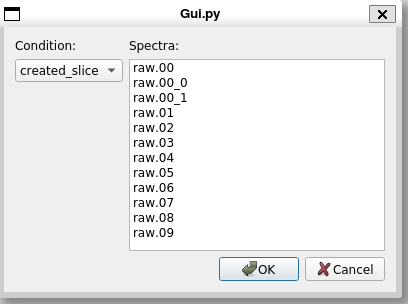 Gui.py
Condition:
Spectra:
created_slice
raw.00
raw.00_0
raw.00_1
raw.01
raw.02
raw.03
raw.04
raw.05
raw.06
raw.07
raw.08
raw.09
OK
Cancel